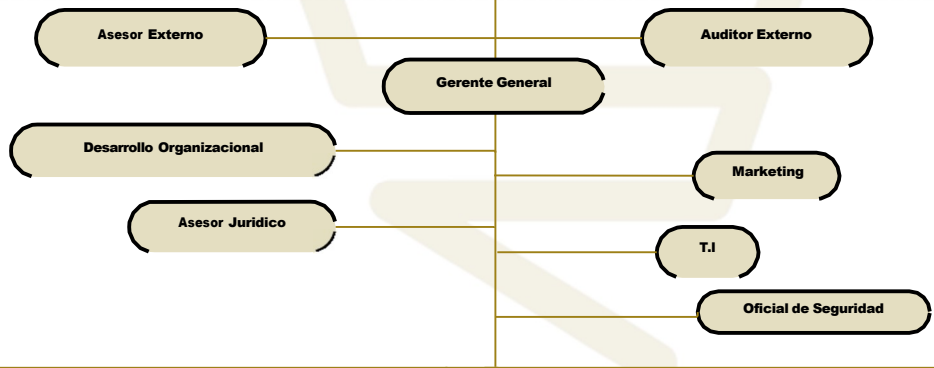 Asesor Externo
Auditor Externo
Gerente General
Desarrollo Organizacional
Marketing
Asesor Juridico
T.I
Oficial de Seguridad